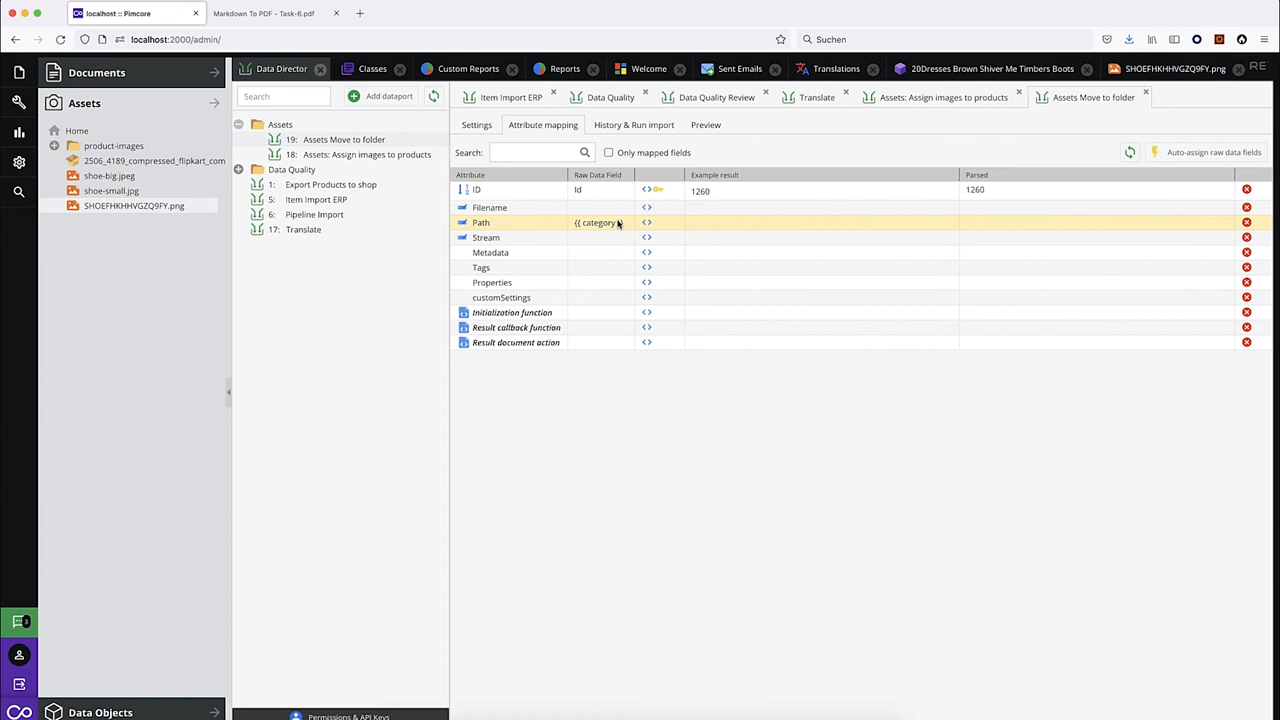 localhost :: Pimcore
Markdown To PDF – Task-6.pdf
localhost:2000/admin/
Suchen
Documents
Assets
Home
product-images
2506_4189_compressed_flipkart_com
shoe-big.jpeg
shoe-small.jpg
SHOEFHKHHVGZQ9FY.png
Data Objects
Data Director
Classes
Custom Reports
Reports
Welcome
Sent Emails
Translations
20Dresses Brown Shiver Me Timbers Boots
SHOEFHKHHVGZQ9FY.png
RE
Search
Add dataport
Assets
19: Assets Move to folder
18: Assets: Assign images to products
Data Quality
1: Export Products to shop
5: Item Import ERP
6: Pipeline Import
17: Translate
Permissions & API Keys
Item Import ERP
Data Quality
Data Quality Review
Translate
Assets: Assign images to products
Assets Move to folder
Settings
Attribute mapping
History & Run import
Preview
Search:
Only mapped fields
Auto-assign raw data fields
Attribute Raw Data Field Example result Parsed
ID Id 1260 1260
Filename
Path {{ category }}
Stream
Metadata
Tags
Properties
customSettings
Initialization function
Result callback function
Result document action